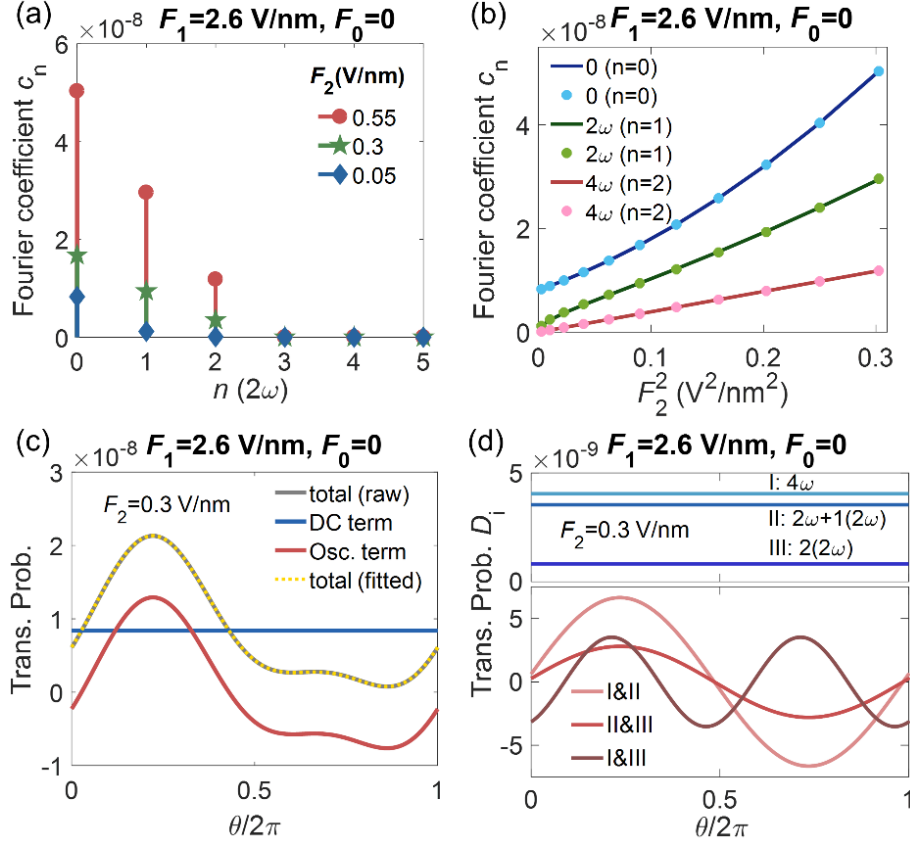 (a)
F₁=2.6 V/nm, F₀=0
×10⁻⁸
Fourier coefficient cₙ
6
4
2
0
F₂(V/nm)
0.55
0.3
0.05
0 1 2 3 4 5
n (2ω)
(b)
F₁=2.6 V/nm, F₀=0
×10⁻⁸
Fourier coefficient cₙ
6
4
2
0
0 (n=0)
0 (n=0)
2ω (n=1)
2ω (n=1)
4ω (n=2)
4ω (n=2)
0 0.1 0.2 0.3
F₂² (V²/nm²)
(c)
F₁=2.6 V/nm, F₀=0
×10⁻⁸
Trans. Prob.
3
2
1
0
-1
F₂=0.3 V/nm
total (raw)
DC term
Osc. term
total (fitted)
0 0.5 1
θ/2π
(d)
F₁=2.6 V/nm, F₀=0
×10⁻⁹
Trans. Prob. Dᵢ
5
0
I: 4ω
II: 2ω+1(2ω)
F₂=0.3 V/nm
III: 2(2ω)
5
0
-5
I&II
II&III
I&III
0 0.5 1
θ/2π